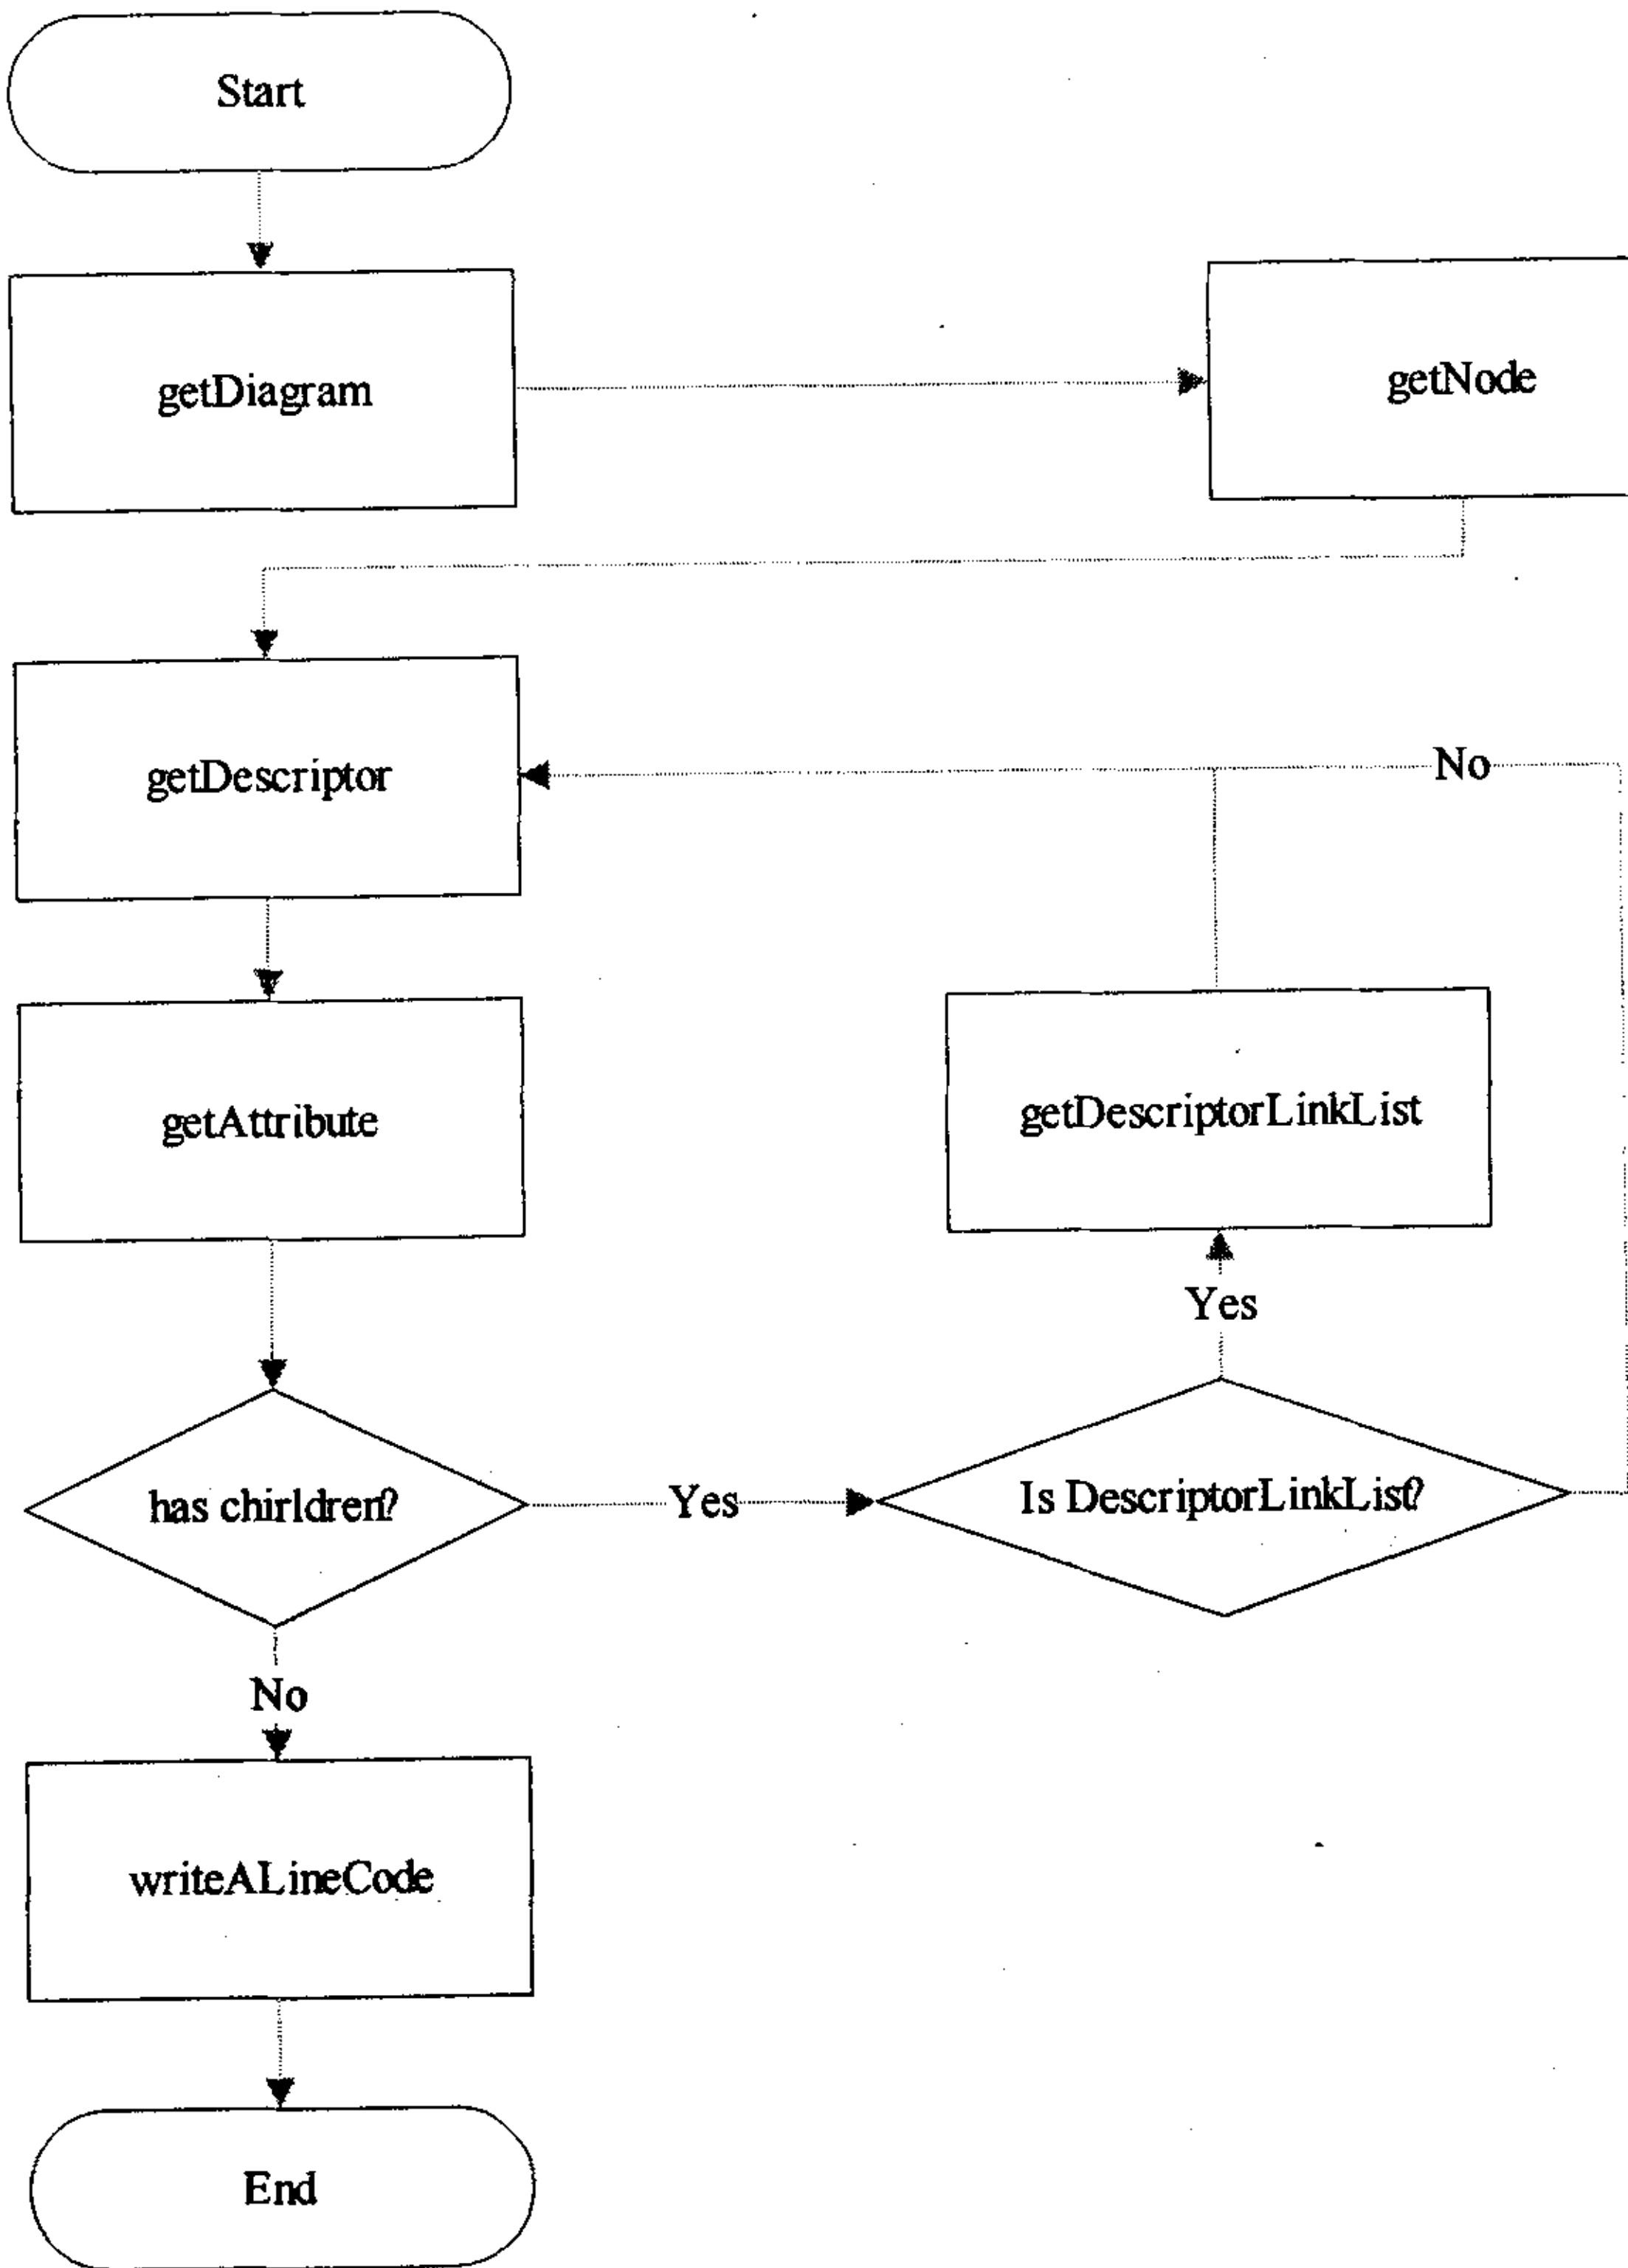 Start
getDiagram
getNode
getDescriptor
No
getAttribute
getDescriptorLinkList
Yes
has chirldren?
Yes
Is DescriptorLinkList?
No
writeALineCode
End